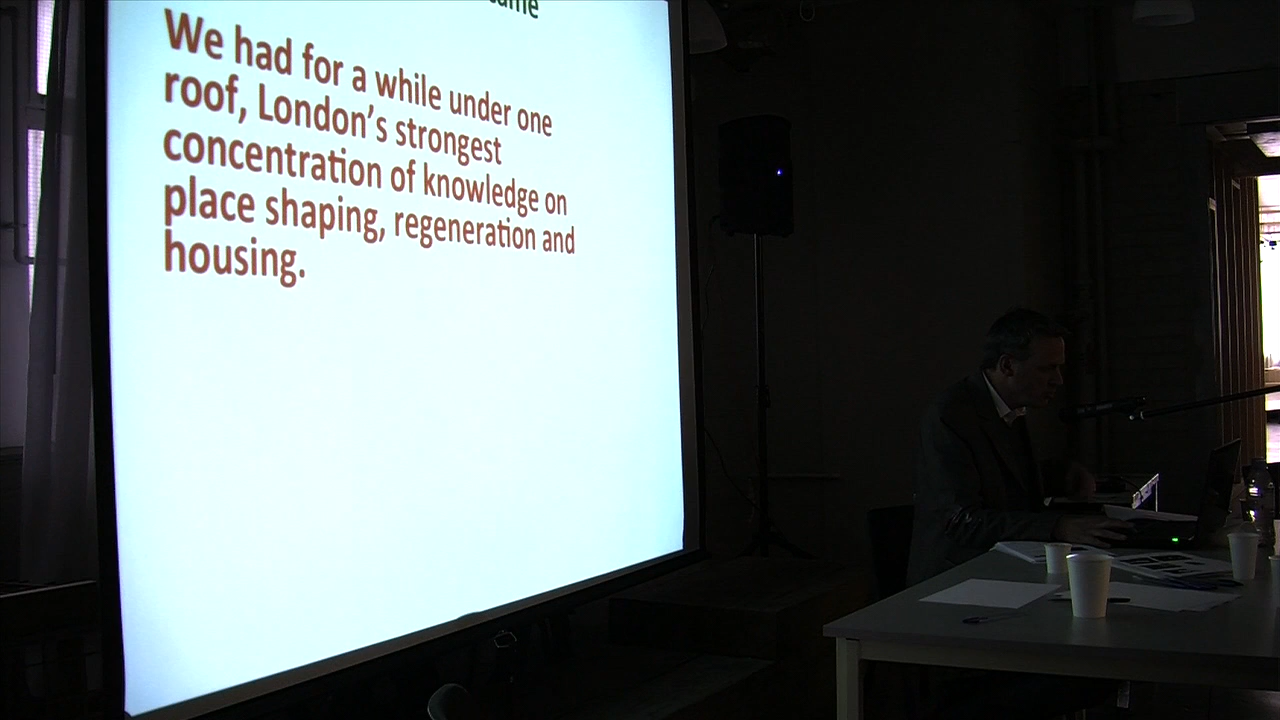 We had for a while under one
roof, London's strongest
concentration of knowledge on
place shaping, regeneration and
housing.